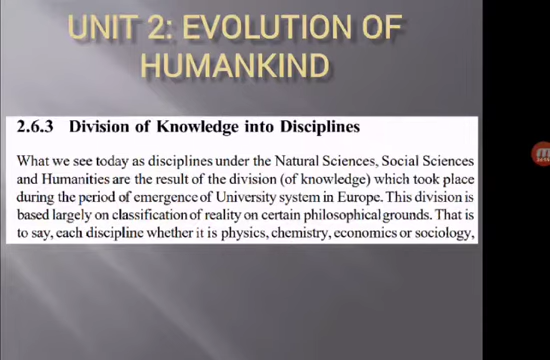 UNIT 2: EVOLUTION OF
HUMANKIND
2.6.3 Division of Knowledge into Disciplines
What we see today as disciplines under the Natural Sciences, Social Sciences
and Humanities are the result of the division (of knowledge) which took place
during the period of emergence of University system in Europe. This division is
based largely on classification of reality on certain philosophical grounds. That is
to say, each discipline whether it is physics, chemistry, economics or sociology,